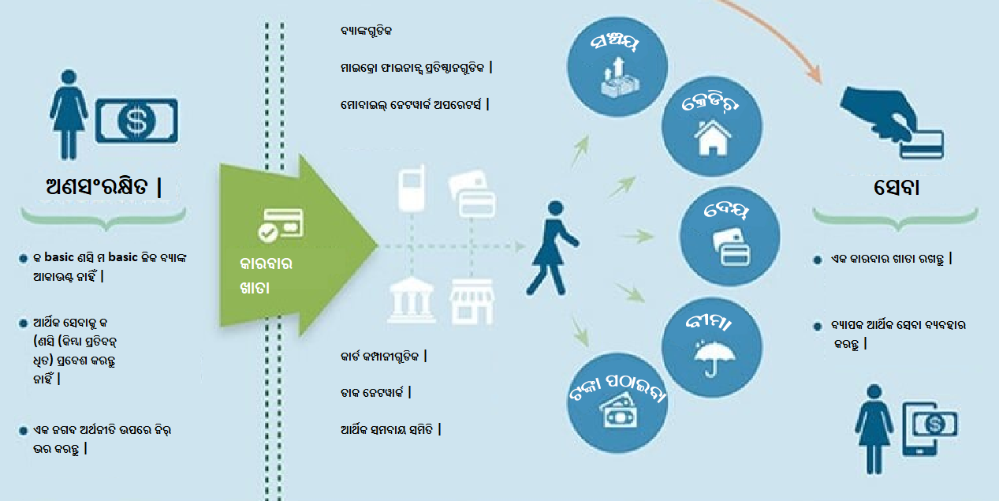 ଅଣସଂରକ୍ଷିତ |
କ basic ଣସି ମ basic ଳିକ ବ୍ୟାଙ୍କ
ଆକାଉଣ୍ଟ ନାହିଁ |
ଆର୍ଥିକ ସେବାକୁ କ
(ଣସି (କିମ୍ବା ପ୍ରତିବନ୍
ଧିତ) ପ୍ରବେଶ କରନ୍ତୁ
ନାହିଁ |
ଏକ ନଗଦ ଅର୍ଥନୀତି ଉପରେ ନିର୍
ଭର କରନ୍ତୁ |
କାରବାର
ଖାତା
ବ୍ୟାଙ୍କଗୁଡିକ
ମାଇକ୍ରୋ ଫାଇନାନ୍ସ ପ୍ରତିଷ୍ଠାନଗୁଡିକ |
ମୋବାଇଲ୍ ନେଟୱାର୍କ ଅପରେଟର୍ସ |
କାର୍ଡ କମ୍ପାନୀଗୁଡିକ |
ଡାକ ନେଟୱାର୍କ |
ଆର୍ଥିକ ସମବାୟ ସମିତି |
ସଞ୍ଚୟ
କ୍ରେଡିଟ୍
ଦେୟ
ବୀମା
ଟଙ୍କା ପଠାଇବା
ସେବା
ଏକ କାରବାର ଖାତା ରଖନ୍ତୁ |
ବ୍ୟାପକ ଆର୍ଥିକ ସେବା ବ୍ୟବହାର
କରନ୍ତୁ |